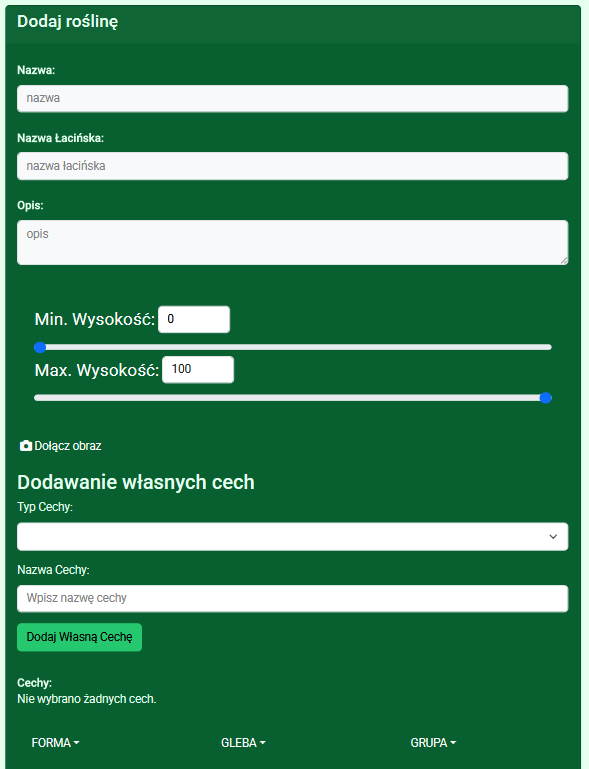 Dodaj roślinę
Nazwa:
nazwa
Nazwa Łacińska:
nazwa łacińska
Opis:
opis
Min. Wysokość: 0
Max. Wysokość: 100
Dołącz obraz
Dodawanie własnych cech
Typ Cechy:
Nazwa Cechy:
Wpisz nazwę cechy
Dodaj Własną Cechę
Cechy:
Nie wybrano żadnych cech.
FORMA GLEBA GRUPA